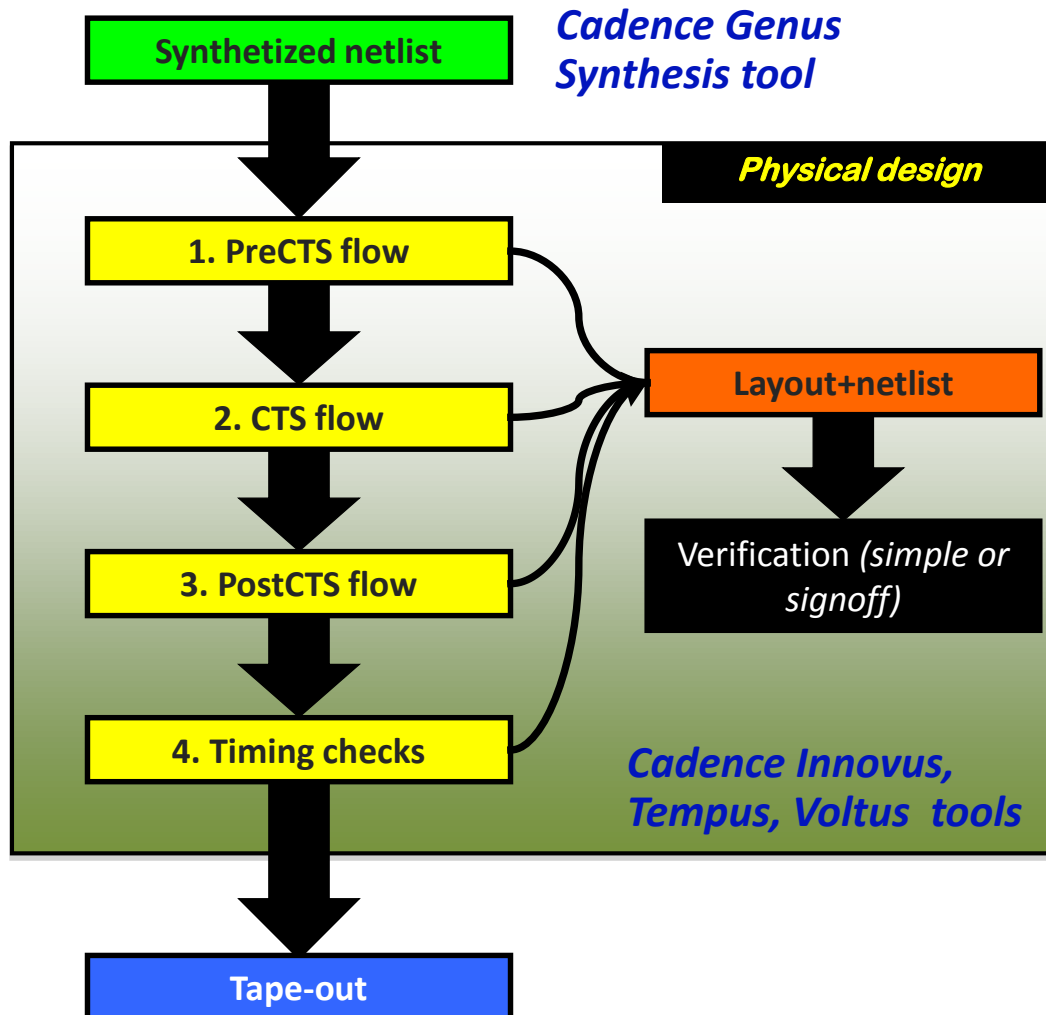 Synthetized netlist
Cadence Genus
Synthesis tool
Physical design
1. PreCTS flow
Layout+netlist
2. CTS flow
Verification (simple or
signoff)
3. PostCTS flow
4. Timing checks
Cadence Innovus,
Tempus, Voltus  tools
Tape-out